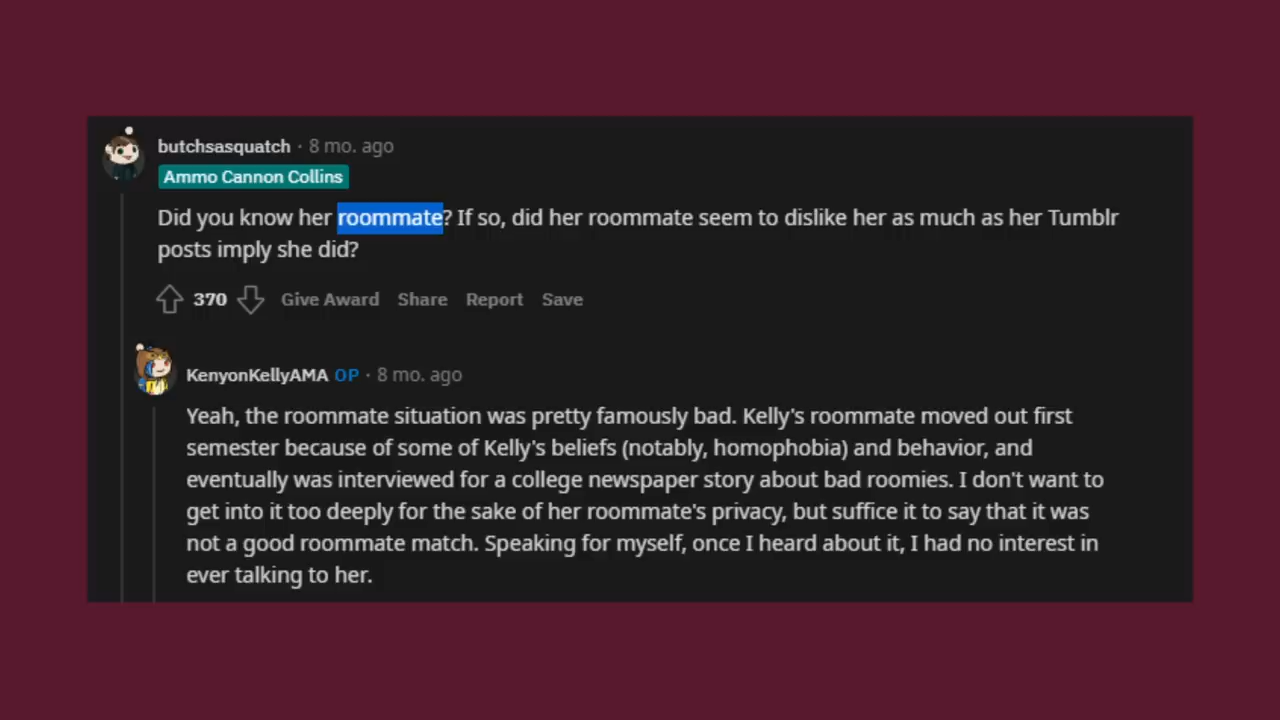 butchsasquatch · 8 mo. ago
Ammo Cannon Collins
Did you know her roommate? If so, did her roommate seem to dislike her as much as her Tumblr
posts imply she did?
370 Give Award Share Report Save
KenyonKellyAMA OP · 8 mo. ago
Yeah, the roommate situation was pretty famously bad. Kelly's roommate moved out first
semester because of some of Kelly's beliefs (notably, homophobia) and behavior, and
eventually was interviewed for a college newspaper story about bad roomies. I don't want to
get into it too deeply for the sake of her roommate's privacy, but suffice it to say that it was
not a good roommate match. Speaking for myself, once I heard about it, I had no interest in
ever talking to her.